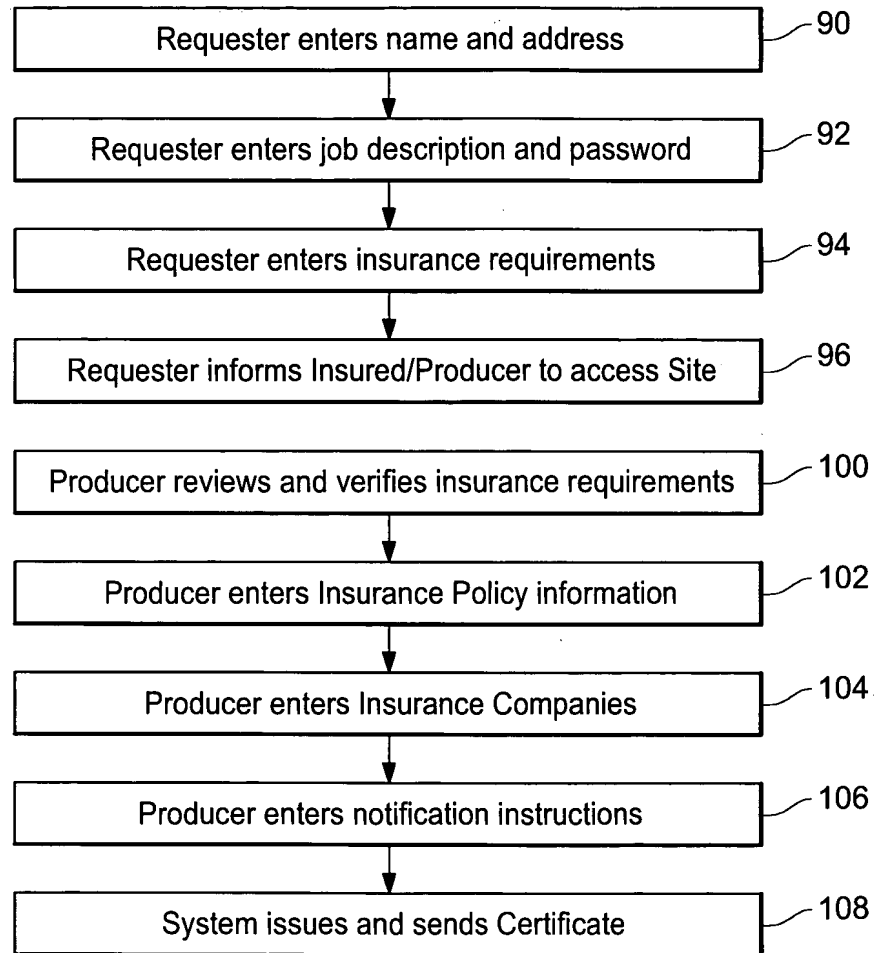 Requester enters name and address 90
Requester enters job description and password 92
Requester enters insurance requirements 94
Requester informs Insured/Producer to access Site 96
Producer reviews and verifies insurance requirements 100
Producer enters Insurance Policy information 102
Producer enters Insurance Companies 104
Producer enters notification instructions 106
System issues and sends Certificate 108